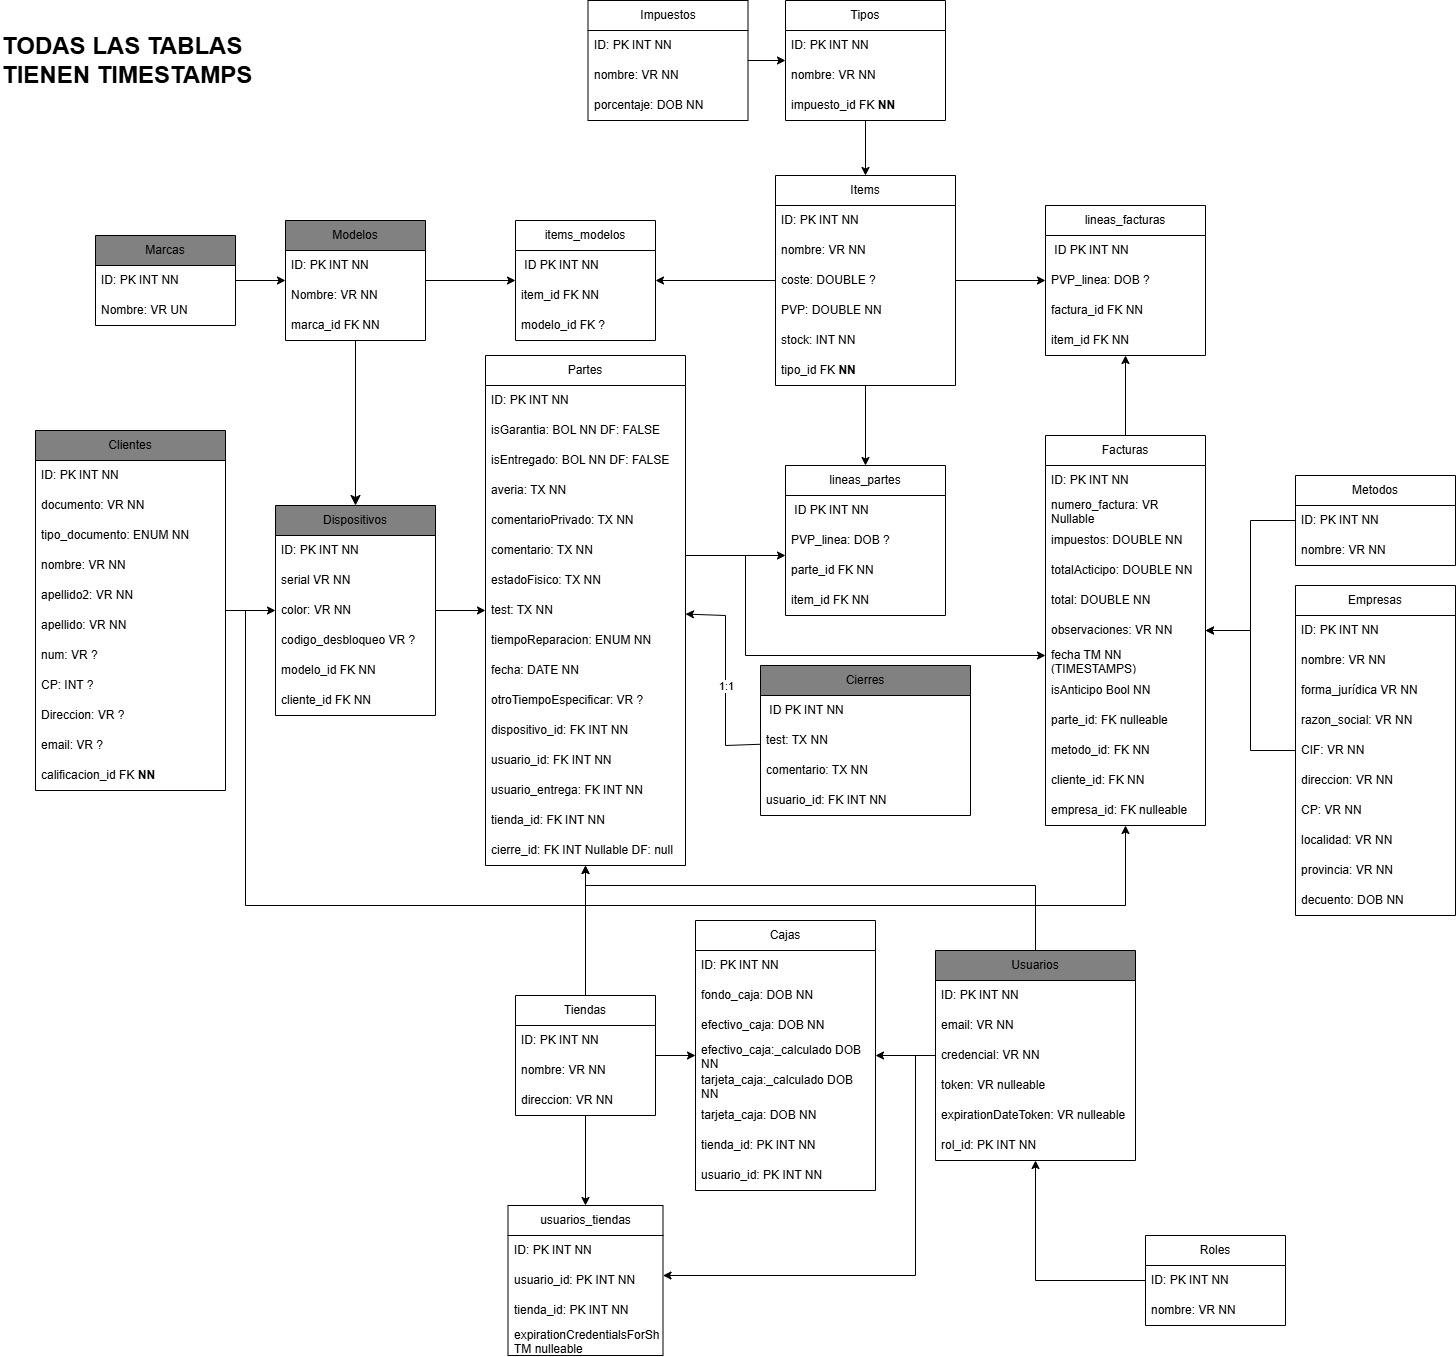 TODAS LAS TABLAS
TIENEN TIMESTAMPS
Impuestos
ID: PK INT NN
nombre: VR NN
porcentaje: DOB NN
Tipos
ID: PK INT NN
nombre: VR NN
impuesto_id FK NN
Items
ID: PK INT NN
nombre: VR NN
coste: DOUBLE ?
PVP: DOUBLE NN
stock: INT NN
tipo_id FK NN
lineas_facturas
ID PK INT NN
PVP_linea: DOB ?
factura_id FK NN
item_id FK NN
Marcas
ID: PK INT NN
Nombre: VR UN
Modelos
ID: PK INT NN
Nombre: VR NN
marca_id FK NN
items_modelos
ID PK INT NN
item_id FK NN
modelo_id FK ?
Partes
ID: PK INT NN
isGarantia: BOL NN DF: FALSE
isEntregado: BOL NN DF: FALSE
averia: TX NN
comentarioPrivado: TX NN
comentario: TX NN
estadoFisico: TX NN
test: TX NN
tiempoReparacion: ENUM NN
fecha: DATE NN
otroTiempoEspecificar: VR ?
dispositivo_id: FK INT NN
usuario_id: FK INT NN
usuario_entrega: FK INT NN
tienda_id: FK INT NN
cierre_id: FK INT Nullable DF: null
Clientes
ID: PK INT NN
documento: VR NN
tipo_documento: ENUM NN
nombre: VR NN
apellido2: VR NN
apellido: VR NN
num: VR ?
CP: INT ?
Direccion: VR ?
email: VR ?
calificacion_id FK NN
Dispositivos
ID: PK INT NN
serial VR NN
color: VR NN
codigo_desbloqueo VR ?
modelo_id FK NN
cliente_id FK NN
lineas_partes
ID PK INT NN
PVP_linea: DOB ?
parte_id FK NN
item_id FK NN
Facturas
ID: PK INT NN
numero_factura: VR
Nullable
impuestos: DOUBLE NN
totalActicipo: DOUBLE NN
total: DOUBLE NN
observaciones: VR NN
fecha TM NN
(TIMESTAMPS)
isAnticipo Bool NN
parte_id: FK nulleable
metodo_id: FK NN
cliente_id: FK NN
empresa_id: FK nulleable
Metodos
ID: PK INT NN
nombre: VR NN
Empresas
ID: PK INT NN
nombre: VR NN
forma_jurídica VR NN
razon_social: VR NN
CIF: VR NN
direccion: VR NN
CP: VR NN
localidad: VR NN
provincia: VR NN
decuento: DOB NN
1:1
Cierres
ID PK INT NN
test: TX NN
comentario: TX NN
usuario_id: FK INT NN
Cajas
ID: PK INT NN
fondo_caja: DOB NN
efectivo_caja: DOB NN
efectivo_caja:_calculado DOB
NN
tarjeta_caja:_calculado DOB
NN
tarjeta_caja: DOB NN
tienda_id: PK INT NN
usuario_id: PK INT NN
Usuarios
ID: PK INT NN
email: VR NN
credencial: VR NN
token: VR nulleable
expirationDateToken: VR nulleable
rol_id: PK INT NN
Tiendas
ID: PK INT NN
nombre: VR NN
direccion: VR NN
usuarios_tiendas
ID: PK INT NN
usuario_id: PK INT NN
tienda_id: PK INT NN
expirationCredentialsForSh
TM nulleable
Roles
ID: PK INT NN
nombre: VR NN